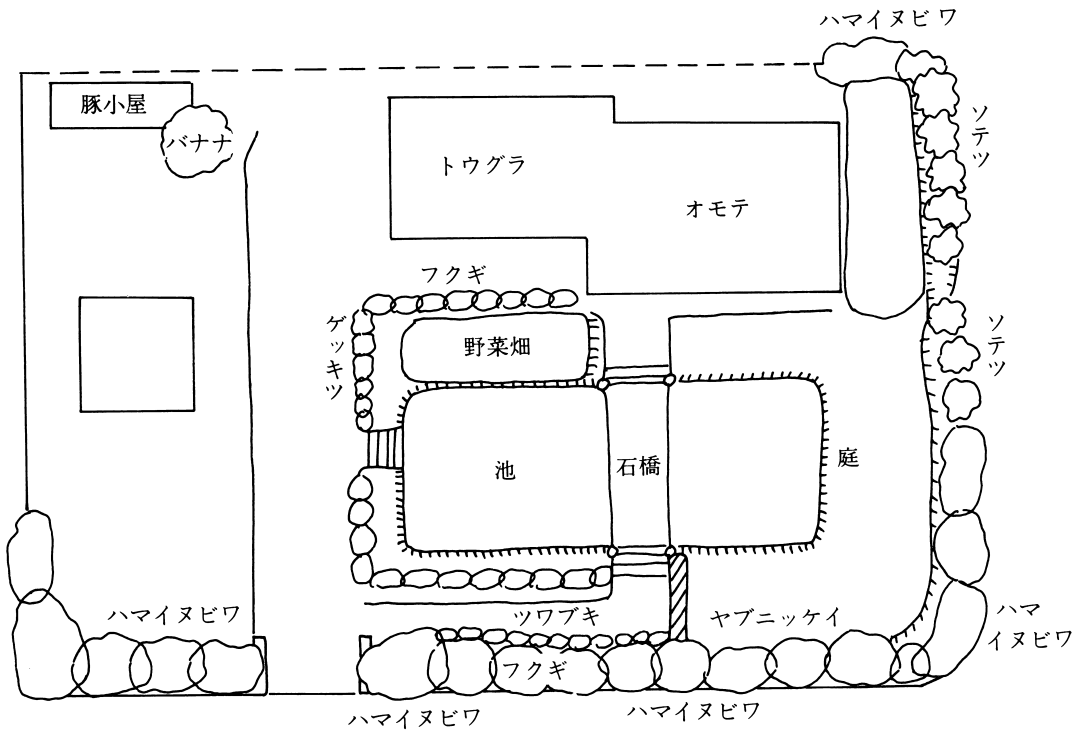 ハマイヌビワ
豚小屋
バナナ
ソテツ
トウグラ
オモテ
フクギ
ゲッキツ
野菜畑
ソテツ
池
石橋
庭
ハマイヌビワ
ツワブキ
ヤブニッケイ
ハマ
イヌビワ
フクギ
ハマイヌビワ
ハマイヌビワ